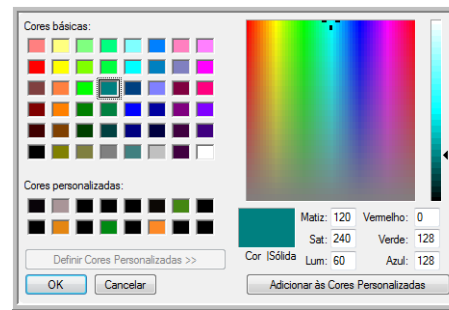 Cores básicas:
Cores personalizadas:
Definir Cores Personalizadas >>
OK Cancelar
Cor |Sólida
Matiz: 120 Vermelho: 0
Sat: 240 Verde: 128
Lum: 60 Azul: 128
Adicionar às Cores Personalizadas